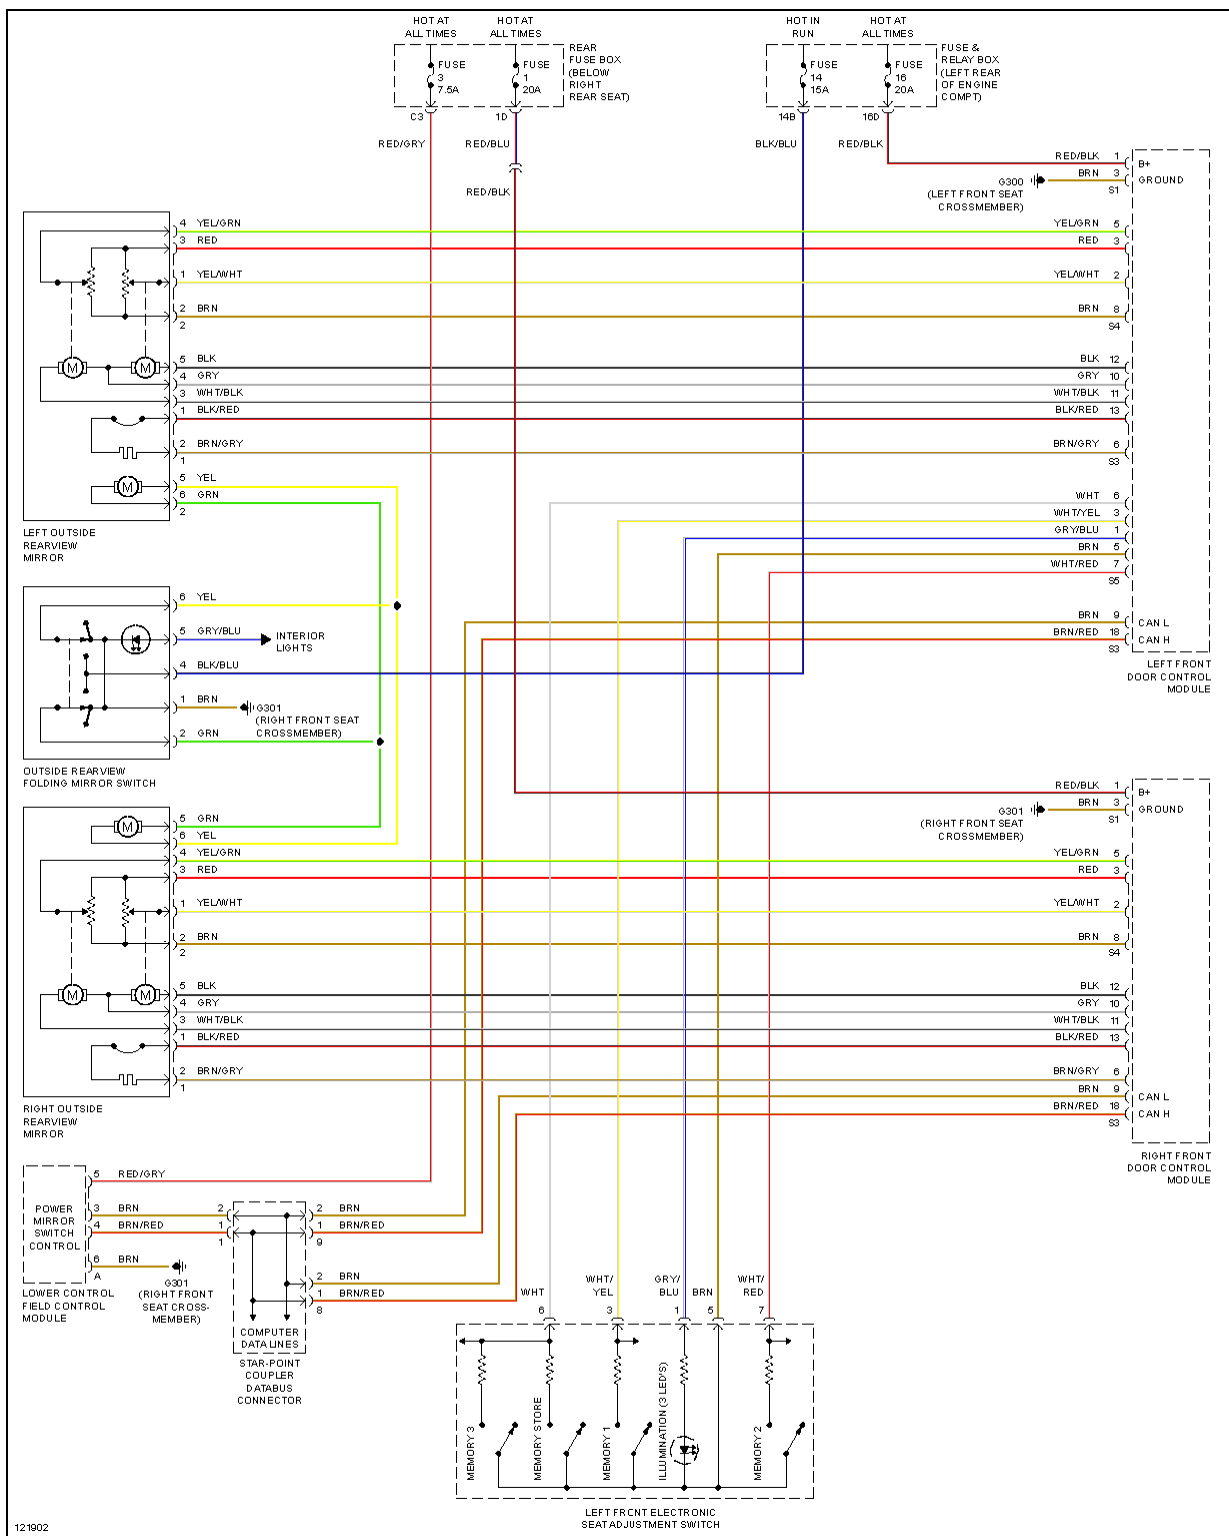 HOT AT
ALL TIMES
HOT AT
ALL TIMES
HOT IN
RUN
HOT AT
ALL TIMES
FUSE
3
7.5A
FUSE
1
20A
REAR
FUSE BOX
(BELOW
RIGHT
REAR SEAT)
FUSE
14
15A
FUSE
16
20A
FUSE &
RELAY BOX
(LEFT REAR
OF ENGINE
COMPT)
C3
1D
14B
16D
RED/GRY
RED/BLU
BLK/BLU
RED/BLK
RED/BLK
RED/BLK 1
B+
BRN 3
GROUND
S1
G300
(LEFT FRONT SEAT
CROSSMEMBER)
4 YEL/GRN
YEL/GRN 5
3 RED
RED 3
1 YEL/WHT
YEL/WHT 2
2 BRN
BRN 8
2
S4
M
M
5 BLK
BLK 12
4 GRY
GRY 10
3 WHT/BLK
WHT/BLK 11
1 BLK/RED
BLK/RED 13
2 BRN/GRY
BRN/GRY 6
1
S3
M
5 YEL
6 GRN
2
WHT 6
WHT/YEL 3
GRY/BLU 1
BRN 5
WHT/RED 7
S5
LEFT OUTSIDE
REARVIEW
MIRROR
6 YEL
5 GRY/BLU
INTERIOR
LIGHTS
4 BLK/BLU
1 BRN
G301
(RIGHT FRONT SEAT
CROSSMEMBER)
2 GRN
BRN 9
CAN L
BRN/RED 18
CAN H
S3
LEFT FRONT
DOOR CONTROL
MODULE
OUTSIDE REARVIEW
FOLDING MIRROR SWITCH
RED/BLK 1
B+
BRN 3
GROUND
S1
G301
(RIGHT FRONT SEAT
CROSSMEMBER)
M
5 GRN
6 YEL
4 YEL/GRN
YEL/GRN 5
3 RED
RED 3
1 YEL/WHT
YEL/WHT 2
2 BRN
BRN 8
2
S4
M
M
5 BLK
BLK 12
4 GRY
GRY 10
3 WHT/BLK
WHT/BLK 11
1 BLK/RED
BLK/RED 13
2 BRN/GRY
BRN/GRY 6
1
BRN 9
CAN L
BRN/RED 18
CAN H
S3
RIGHT OUTSIDE
REARVIEW
MIRROR
RIGHT FRONT
DOOR CONTROL
MODULE
POWER
MIRROR
SWITCH
CONTROL
5 RED/GRY
3 BRN 2
4 BRN/RED 1
1
6 BRN
A
G301
(RIGHT FRONT
SEAT CROSS-
MEMBER)
LOWER CONTROL
FIELD CONTROL
MODULE
2 BRN
1 BRN/RED
9
2 BRN
1 BRN/RED
8
COMPUTER
DATA LINES
STAR-POINT
COUPLER
DATABUS
CONNECTOR
WHT
6
WHT/
YEL
3
GRY/
BLU
1
BRN
5
WHT/
RED
7
MEMORY 3
MEMORY STORE
MEMORY 1
ILLUMINATION (3 LED'S)
MEMORY 2
LEFT FRONT ELECTRONIC
SEAT ADJUSTMENT SWITCH
121902